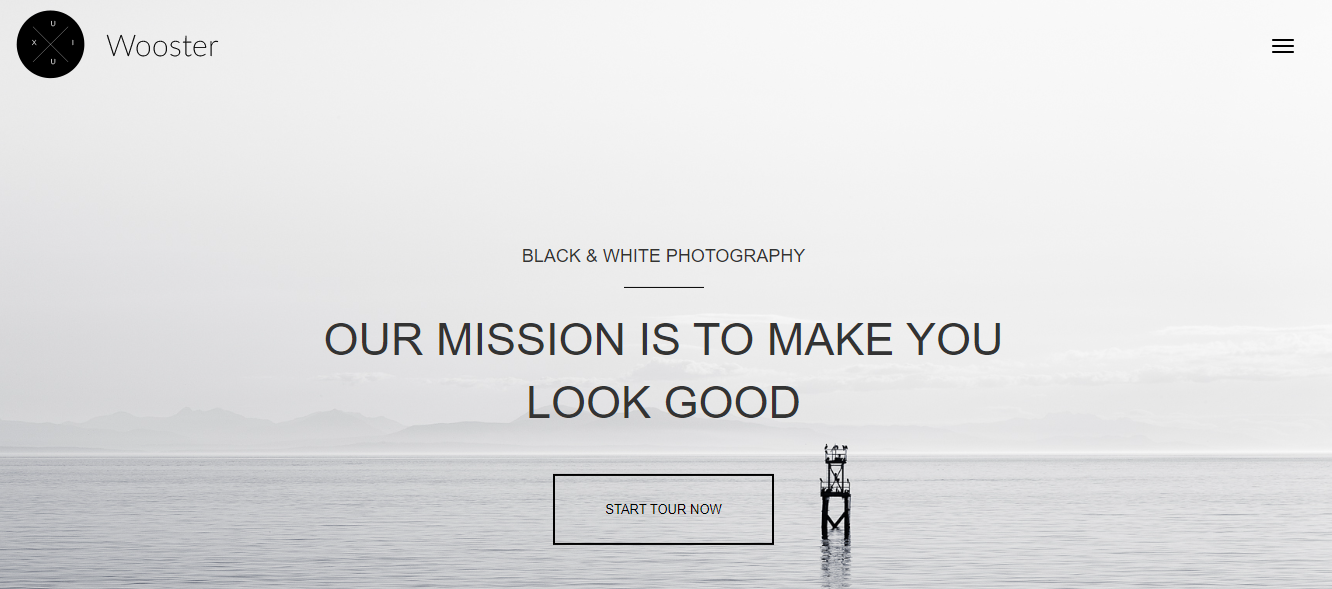 U
X I
U
Wooster
BLACK & WHITE PHOTOGRAPHY
OUR MISSION IS TO MAKE YOU
LOOK GOOD
START TOUR NOW